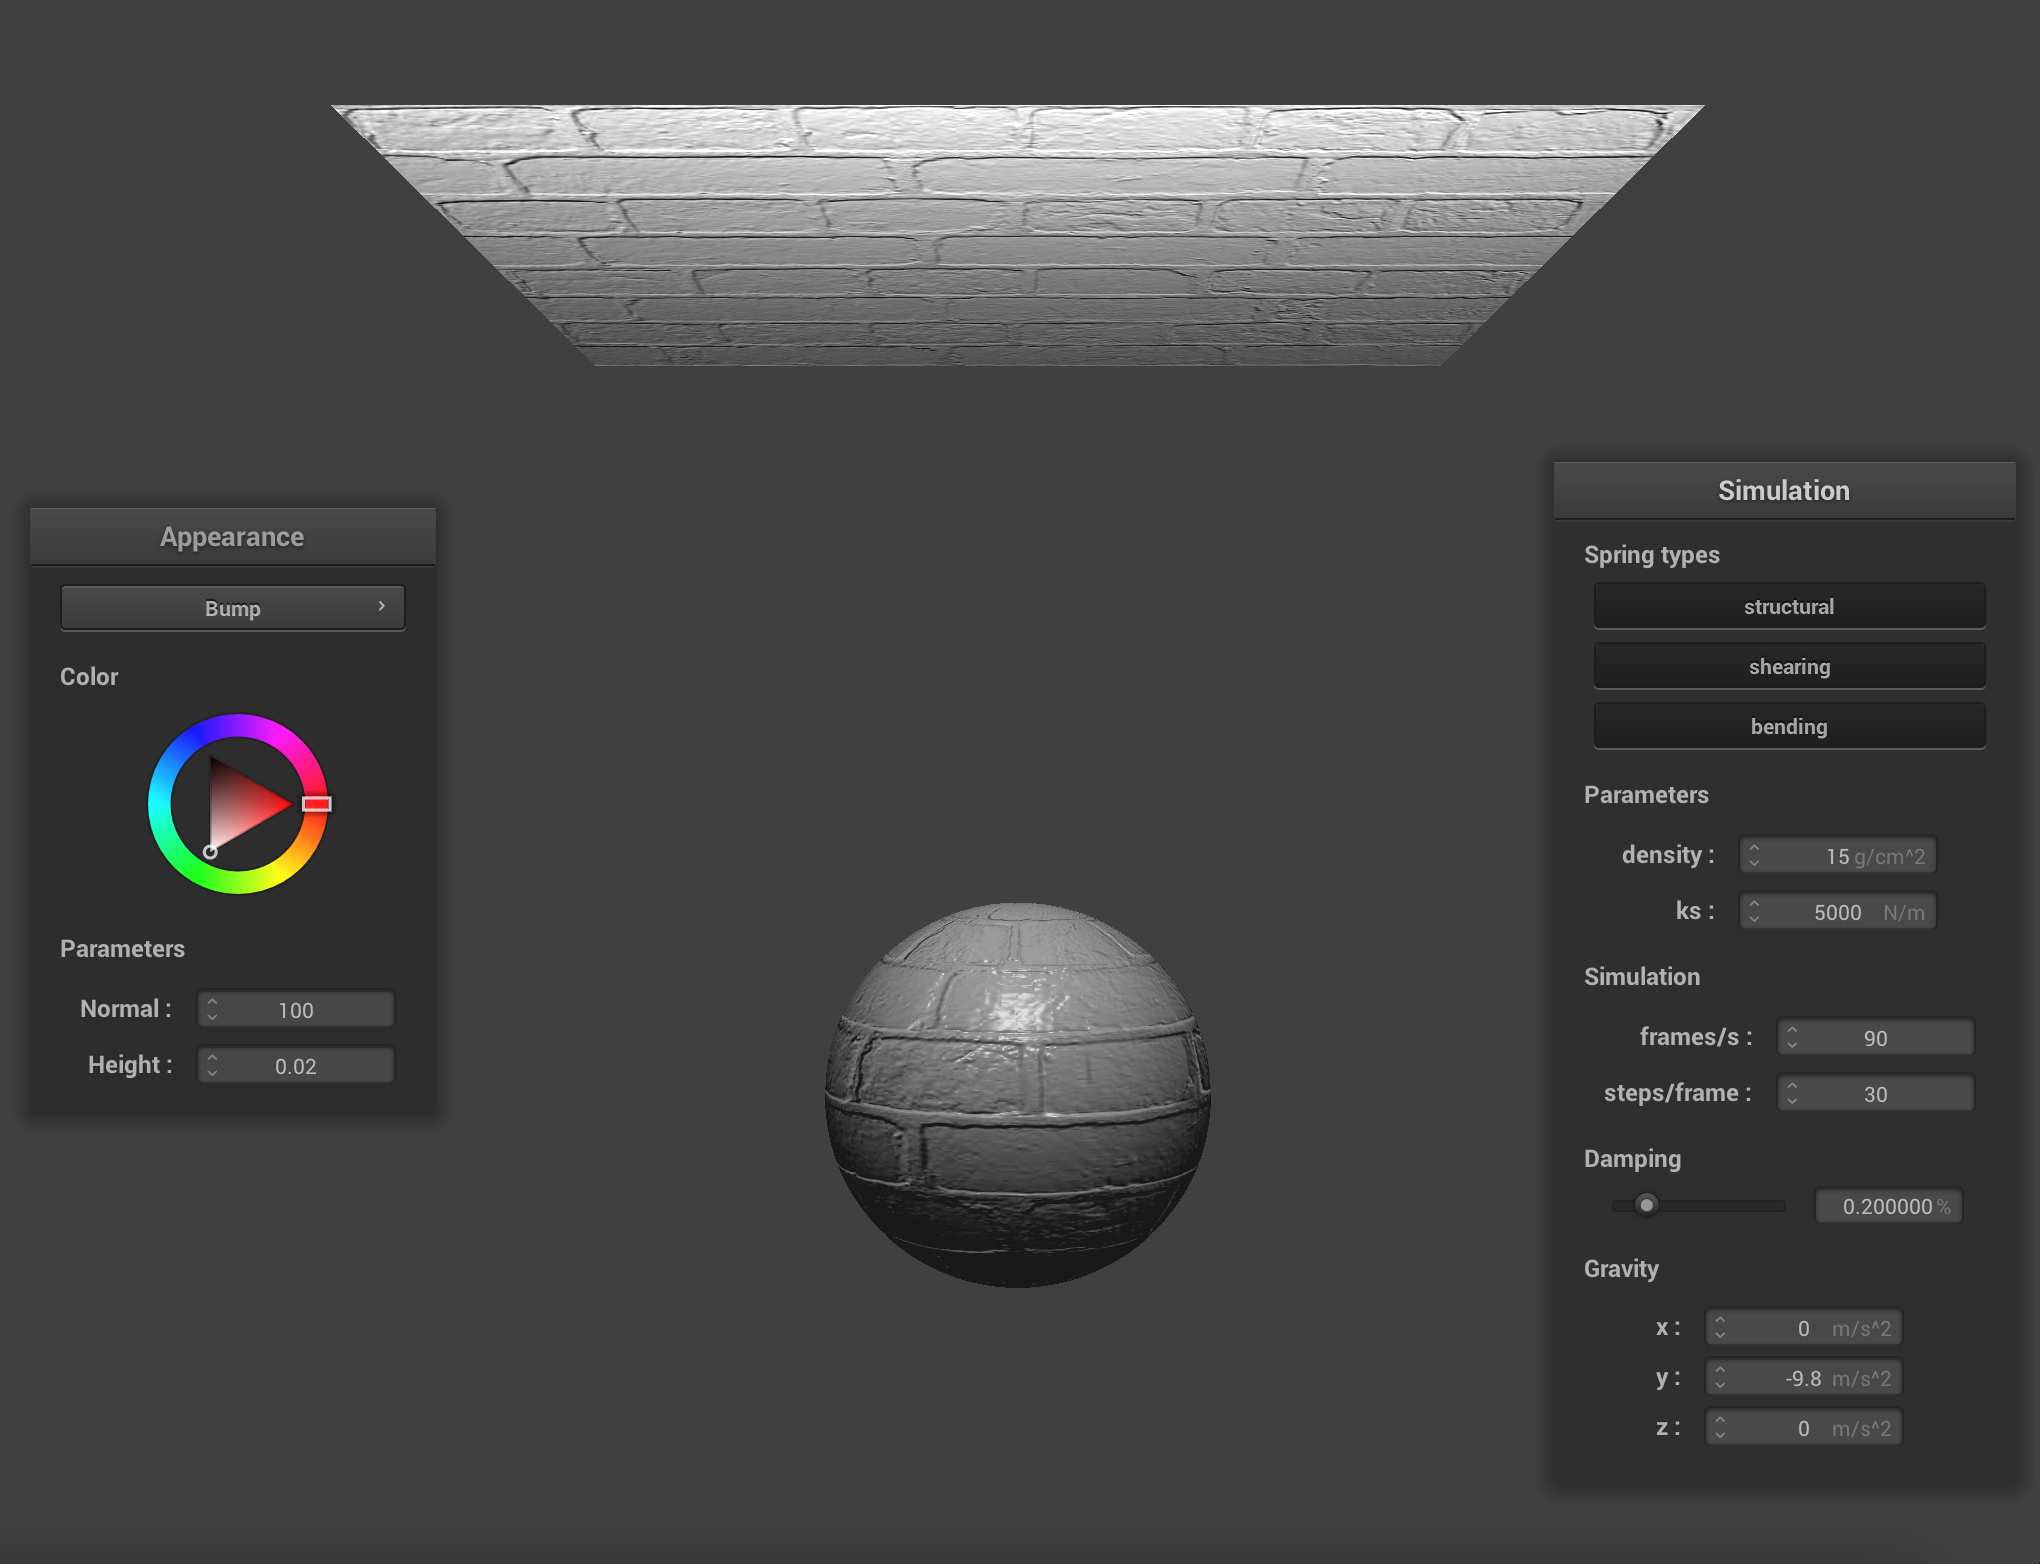 Appearance
Bump
Color
Parameters
Normal : 100
Height : 0.02
Simulation
Spring types
structural
shearing
bending
Parameters
density : 15 g/cm^2
ks : 5000 N/m
Simulation
frames/s : 90
steps/frame : 30
Damping
0.200000 %
Gravity
x : 0 m/s^2
y : -9.8 m/s^2
z : 0 m/s^2